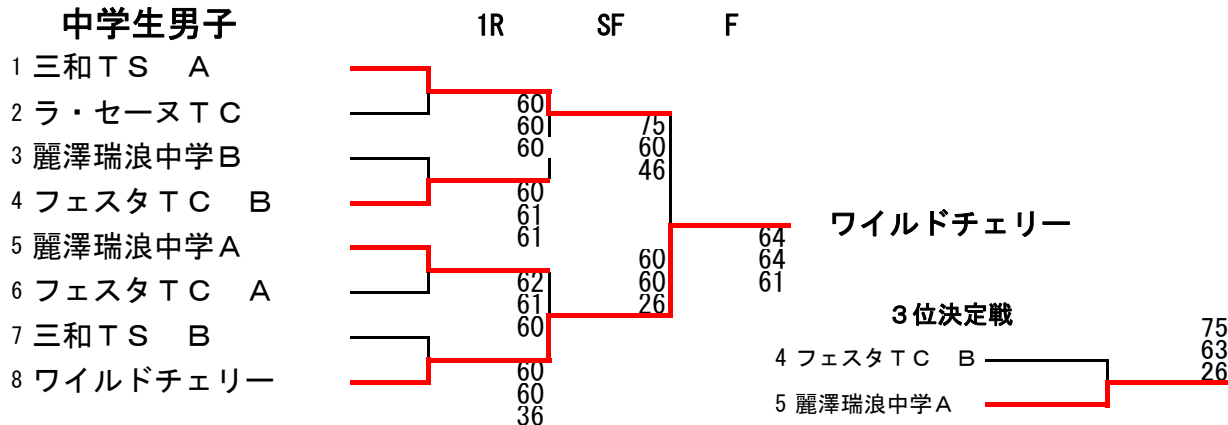 中学生男子 1R SF F
1 三和ＴＳ　Ａ
2 ラ・セーヌＴＣ
60
60
60
75
60
46
3 麗澤瑞浪中学Ｂ
4 フェスタＴＣ　Ｂ
60
61
61
5 麗澤瑞浪中学Ａ
6 フェスタＴＣ　Ａ
62
61
60
60
60
26
64
64
61
ワイルドチェリー
7 三和ＴＳ　Ｂ
8 ワイルドチェリー
60
60
36
３位決定戦
4 フェスタＴＣ　Ｂ
5 麗澤瑞浪中学Ａ
75
63
26